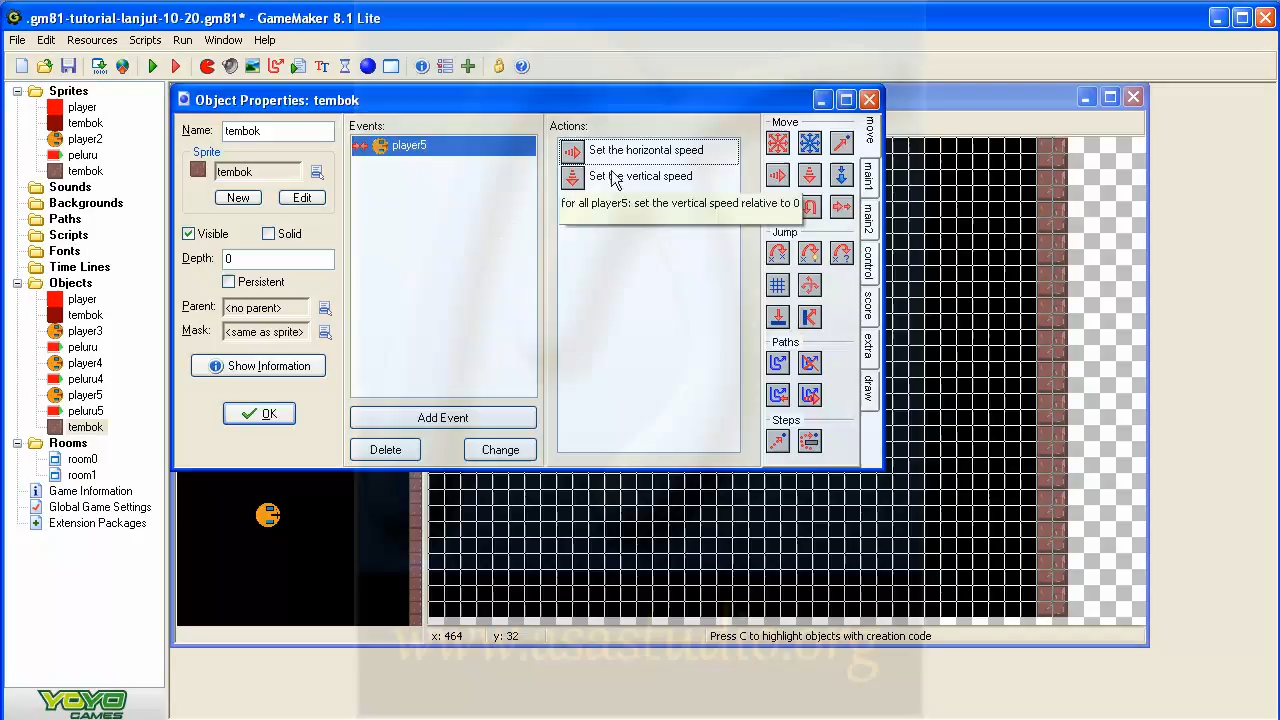 .gm81-tutorial-lanjut-10-20.gm81* - GameMaker 8.1 Lite
File Edit Resources Scripts Run Window Help
Sprites
player
tembok
player2
peluru
tembok
Sounds
Backgrounds
Paths
Scripts
Fonts
Time Lines
Objects
player
tembok
player3
peluru
player4
peluru4
player5
peluru5
tembok
Rooms
room0
room1
Game Information
Global Game Settings
Extension Packages
YOYO
GAMES
Object Properties: tembok
Name: tembok
Sprite
tembok
New Edit
Visible Solid
Depth: 0
Persistent
Parent: <no parent>
Mask: <same as sprite>
Show Information
OK
Events:
player5
Add Event
Delete Change
Actions:
Set the horizontal speed
Set the vertical speed
for all player5: set the vertical speed relative to 0
Move
Jump
Paths
Steps
move
main1
main2
control
score
extra
draw
x: 464 y: 32 Press C to highlight objects with creation code
www.asastudio.org